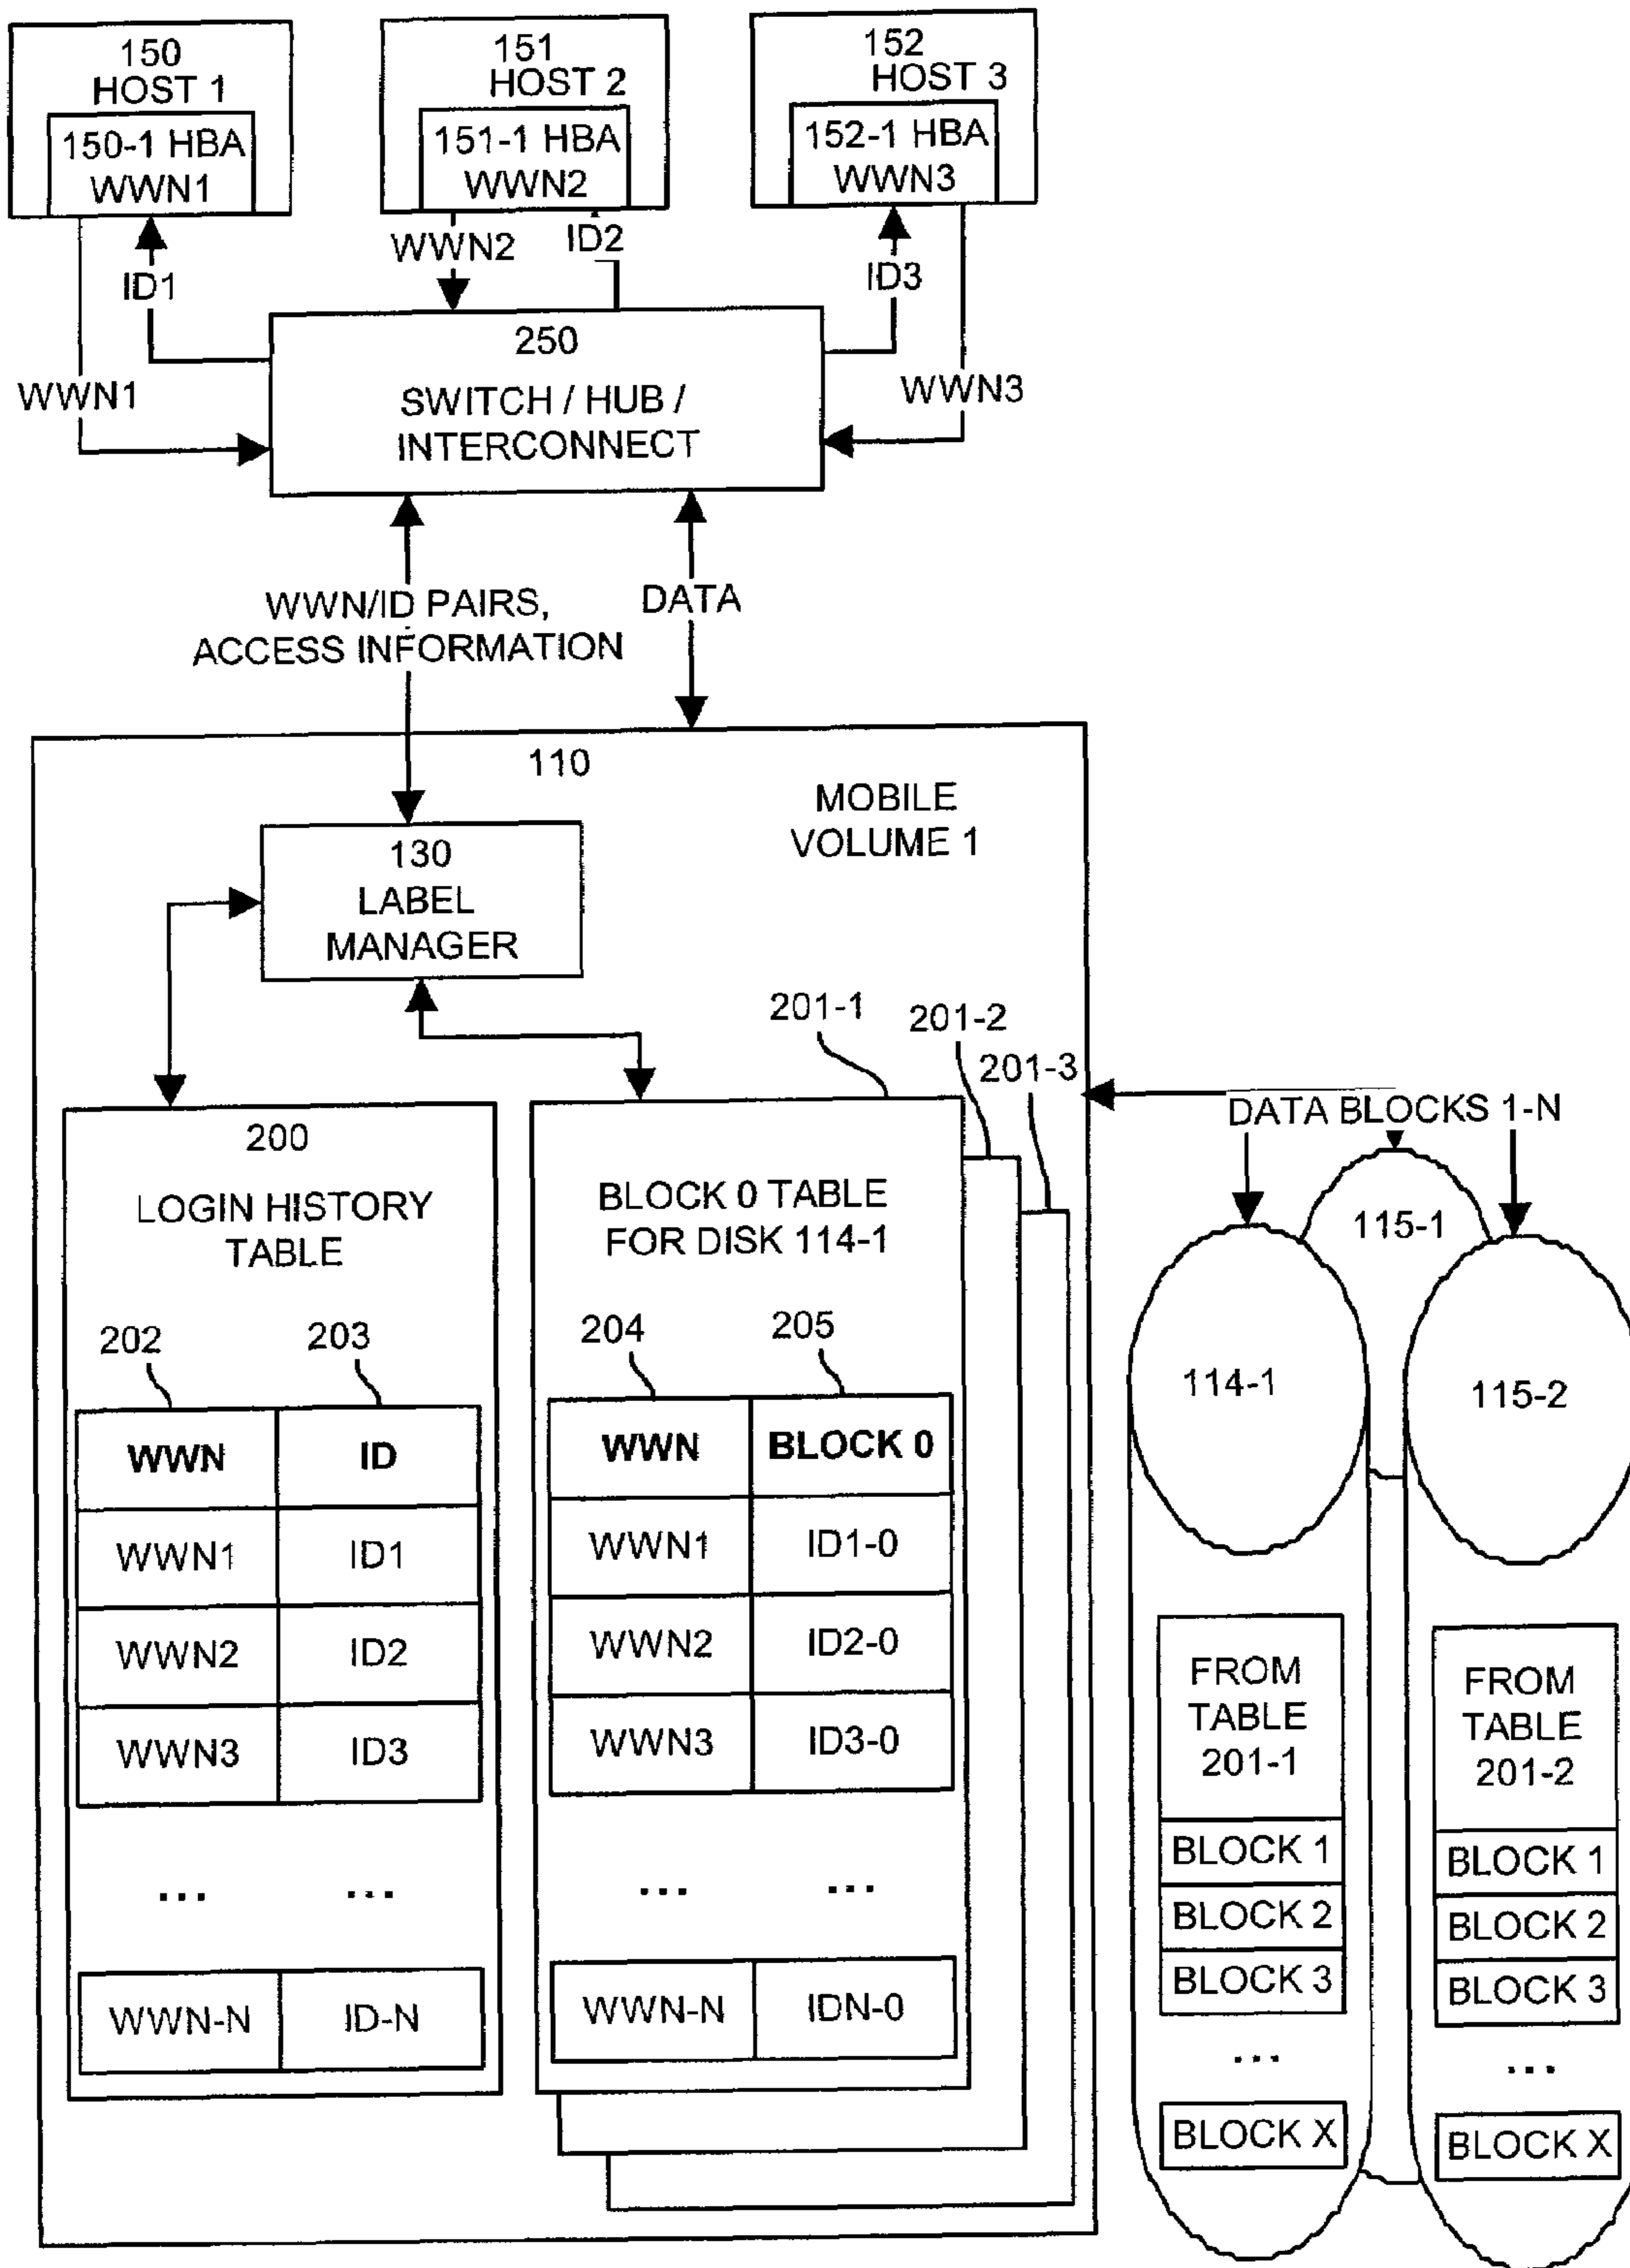 150
HOST 1
150-1 HBA
WWN1
151
HOST 2
151-1 HBA
WWN2
152
HOST 3
152-1 HBA
WWN3
WWN2
ID2
ID1
ID3
WWN1
WWN3
250
SWITCH / HUB /
INTERCONNECT
WWN/ID PAIRS,
ACCESS INFORMATION
DATA
110
MOBILE
VOLUME 1
130
LABEL
MANAGER
201-1
201-2
201-3
DATA BLOCKS 1-N
200
LOGIN HISTORY
TABLE
202
203
WWN ID
WWN1 ID1
WWN2 ID2
WWN3 ID3
... ...
WWN-N ID-N
BLOCK 0 TABLE
FOR DISK 114-1
204
205
WWN BLOCK 0
WWN1 ID1-0
WWN2 ID2-0
WWN3 ID3-0
... ...
WWN-N IDN-0
115-1
114-1
115-2
FROM
TABLE
201-1
BLOCK 1
BLOCK 2
BLOCK 3
...
BLOCK X
FROM
TABLE
201-2
BLOCK 1
BLOCK 2
BLOCK 3
...
BLOCK X